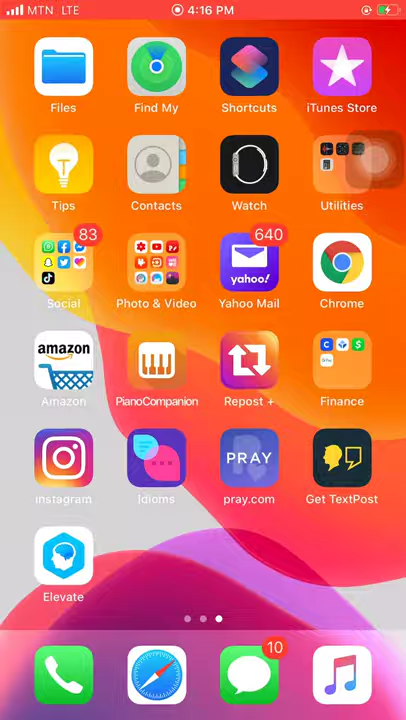 MTN LTE 4:16 PM
Files Find My Shortcuts iTunes Store
Tips Contacts Watch Utilities
83 640
yahoo!
Social Photo & Video Yahoo Mail Chrome
amazon
Amazon PianoCompanion Repost + Finance
PRAY
instagram Idioms pray.com Get TextPost
Elevate
10